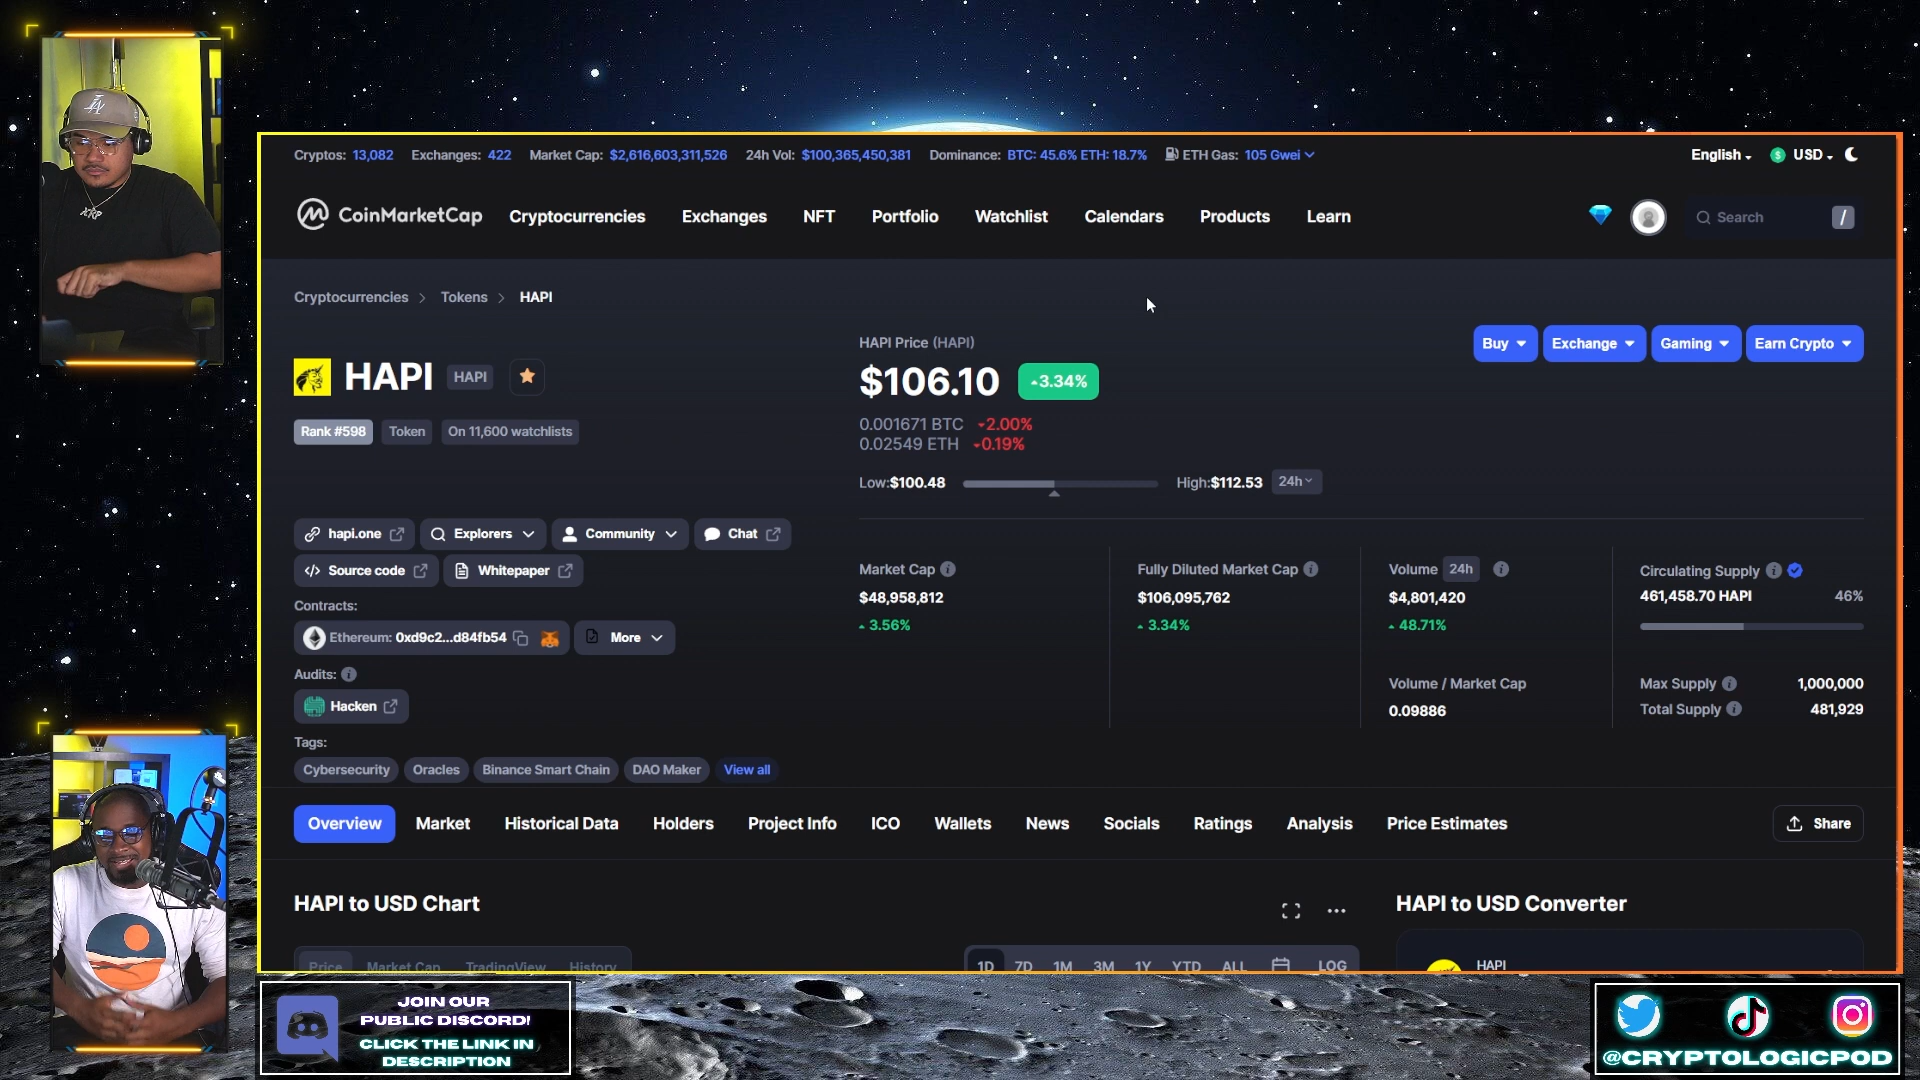 LA
XRP
Cryptos: 13,082 Exchanges: 422 Market Cap: $2,616,603,311,526 24h Vol: $100,365,450,381 Dominance: BTC: 45.6% ETH: 18.7% ETH Gas: 105 Gwei English USD
CoinMarketCap Cryptocurrencies Exchanges NFT Portfolio Watchlist Calendars Products Learn Search /
Cryptocurrencies > Tokens > HAPI
HAPI HAPI
Rank #598 Token On 11,600 watchlists
HAPI Price (HAPI)
$106.10 3.34%
0.001671 BTC 2.00%
0.02549 ETH 0.19%
Low:$100.48 High:$112.53 24h
Buy Exchange Gaming Earn Crypto
hapi.one Explorers Community Chat
Source code Whitepaper
Contracts:
Ethereum: 0xd9c2...d84fb54 More
Audits:
Hacken
Tags:
Cybersecurity Oracles Binance Smart Chain DAO Maker View all
Market Cap
$48,958,812
3.56%
Fully Diluted Market Cap
$106,095,762
3.34%
Volume 24h
$4,801,420
48.71%
Volume / Market Cap
0.09886
Circulating Supply
461,458.70 HAPI 46%
Max Supply 1,000,000
Total Supply 481,929
Overview Market Historical Data Holders Project Info ICO Wallets News Socials Ratings Analysis Price Estimates Share
HAPI to USD Chart
Price Market Cap TradingView History
1D 7D 1M 3M 1Y YTD ALL LOG
HAPI to USD Converter
HAPI
JOIN OUR
PUBLIC DISCORD!
CLICK THE LINK IN
DESCRIPTION
@CRYPTOLOGICPOD